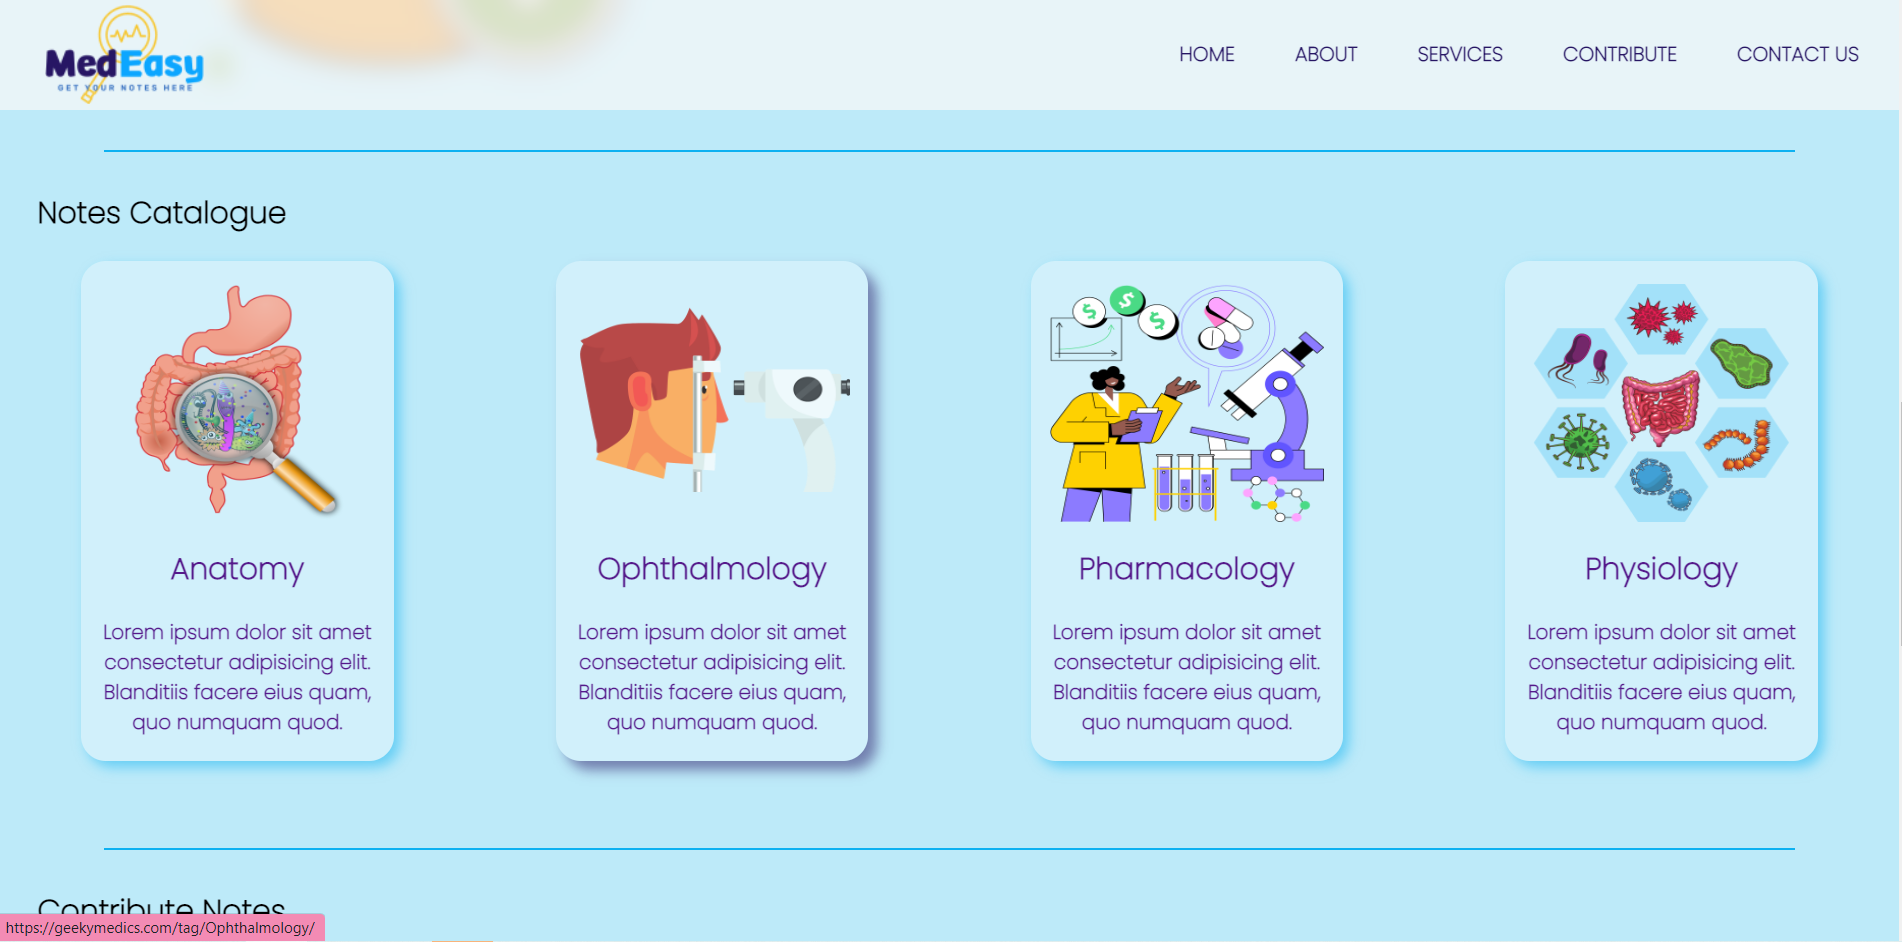 MedEasy
GET YOUR NOTES HERE
HOME ABOUT SERVICES CONTRIBUTE CONTACT US
Notes Catalogue
Anatomy
Lorem ipsum dolor sit amet
consectetur adipisicing elit.
Blanditiis facere eius quam,
quo numquam quod.
Ophthalmology
Lorem ipsum dolor sit amet
consectetur adipisicing elit.
Blanditiis facere eius quam,
quo numquam quod.
$ $ $
Pharmacology
Lorem ipsum dolor sit amet
consectetur adipisicing elit.
Blanditiis facere eius quam,
quo numquam quod.
Physiology
Lorem ipsum dolor sit amet
consectetur adipisicing elit.
Blanditiis facere eius quam,
quo numquam quod.
Contribute Notes
https://geekymedics.com/tag/Ophthalmology/